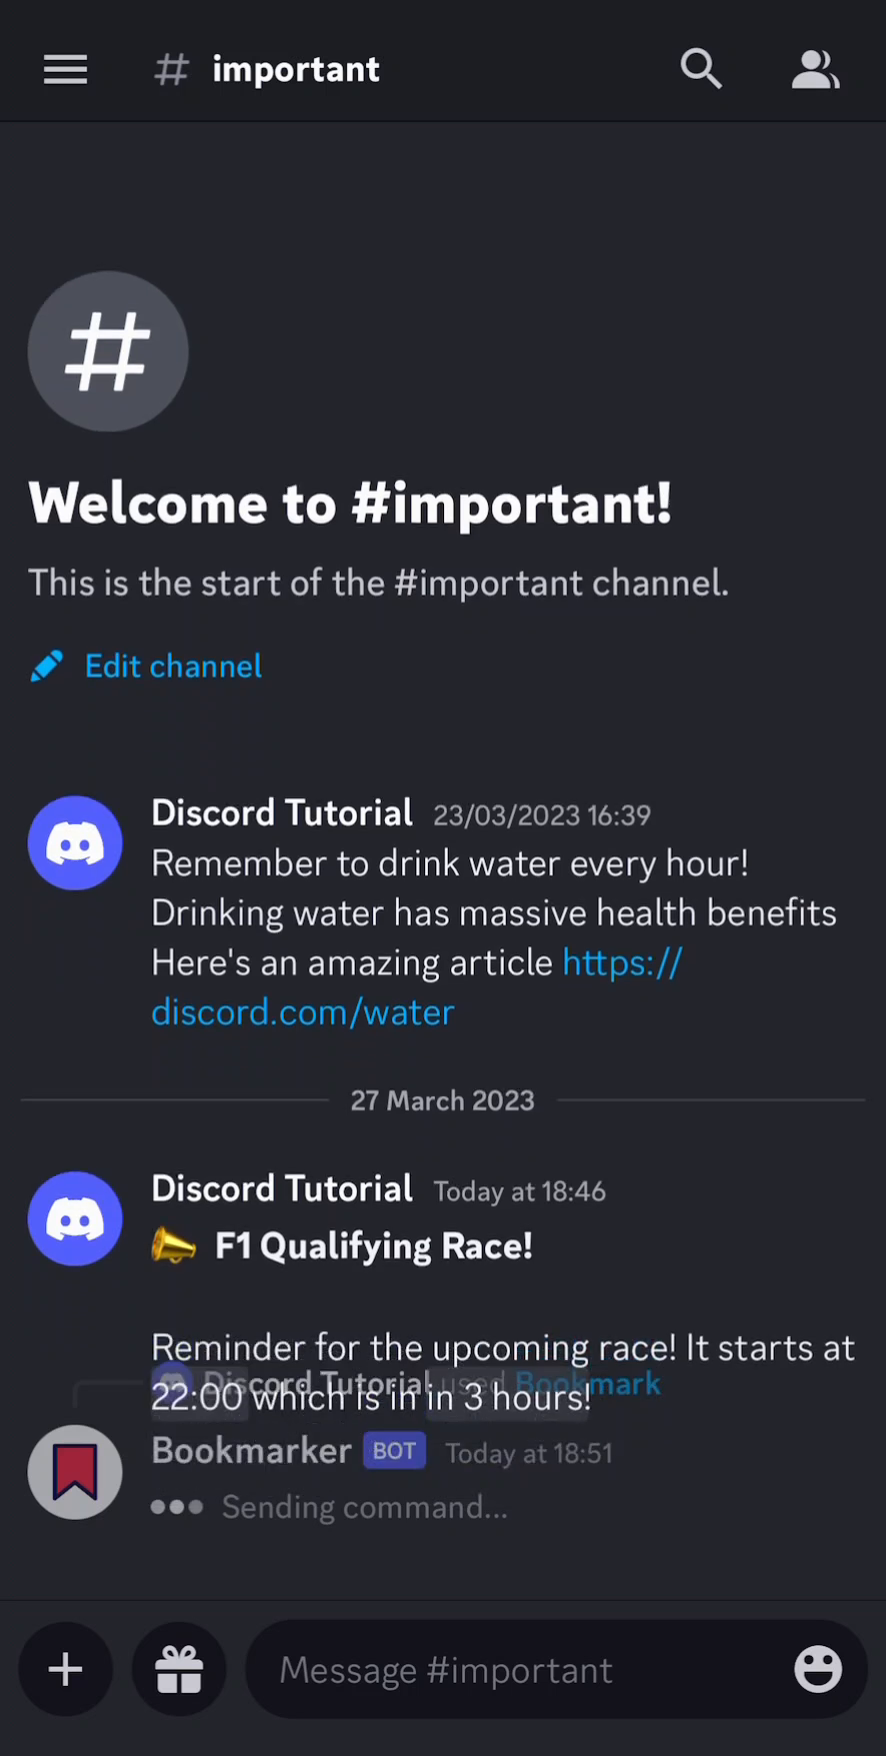 # important
#
Welcome to #important!
This is the start of the #important channel.
Edit channel
Discord Tutorial 23/03/2023 16:39
Remember to drink water every hour!
Drinking water has massive health benefits
Here's an amazing article https://
discord.com/water
27 March 2023
Discord Tutorial Today at 18:46
F1 Qualifying Race!
Reminder for the upcoming race! It starts at
Discord Tutorial used Bookmark
22:00 which is in in 3 hours!
Bookmarker BOT Today at 18:51
Sending command...
Message #important